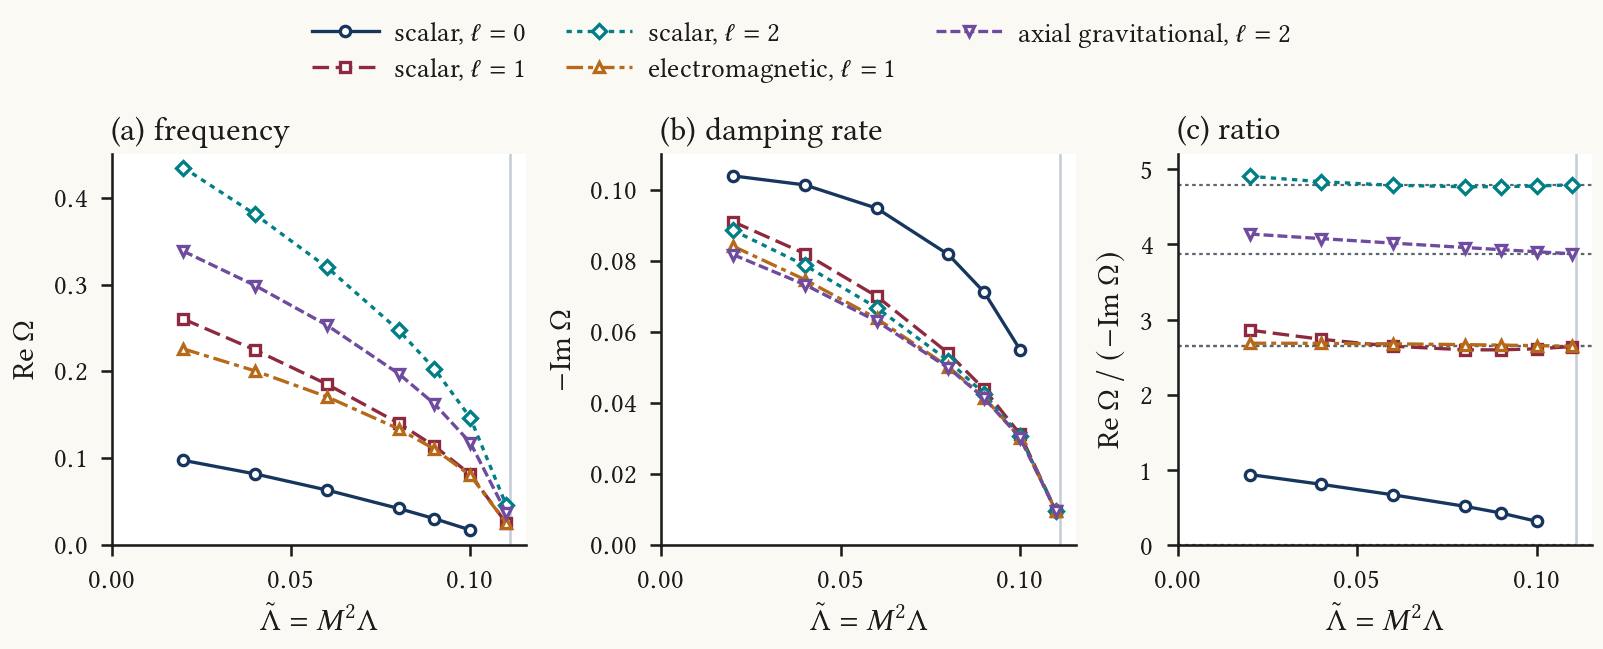 scalar, ℓ = 0
scalar, ℓ = 2
axial gravitational, ℓ = 2
scalar, ℓ = 1
electromagnetic, ℓ = 1
(a) frequency
(b) damping rate
(c) ratio
Re Ω
0.4
0.3
0.2
0.1
0.0
0.00
0.05
0.10
Λ̃ = M²Λ
−Im Ω
0.10
0.08
0.06
0.04
0.02
0.00
0.00
0.05
0.10
Λ̃ = M²Λ
Re Ω / (−Im Ω)
5
4
3
2
1
0
0.00
0.05
0.10
Λ̃ = M²Λ